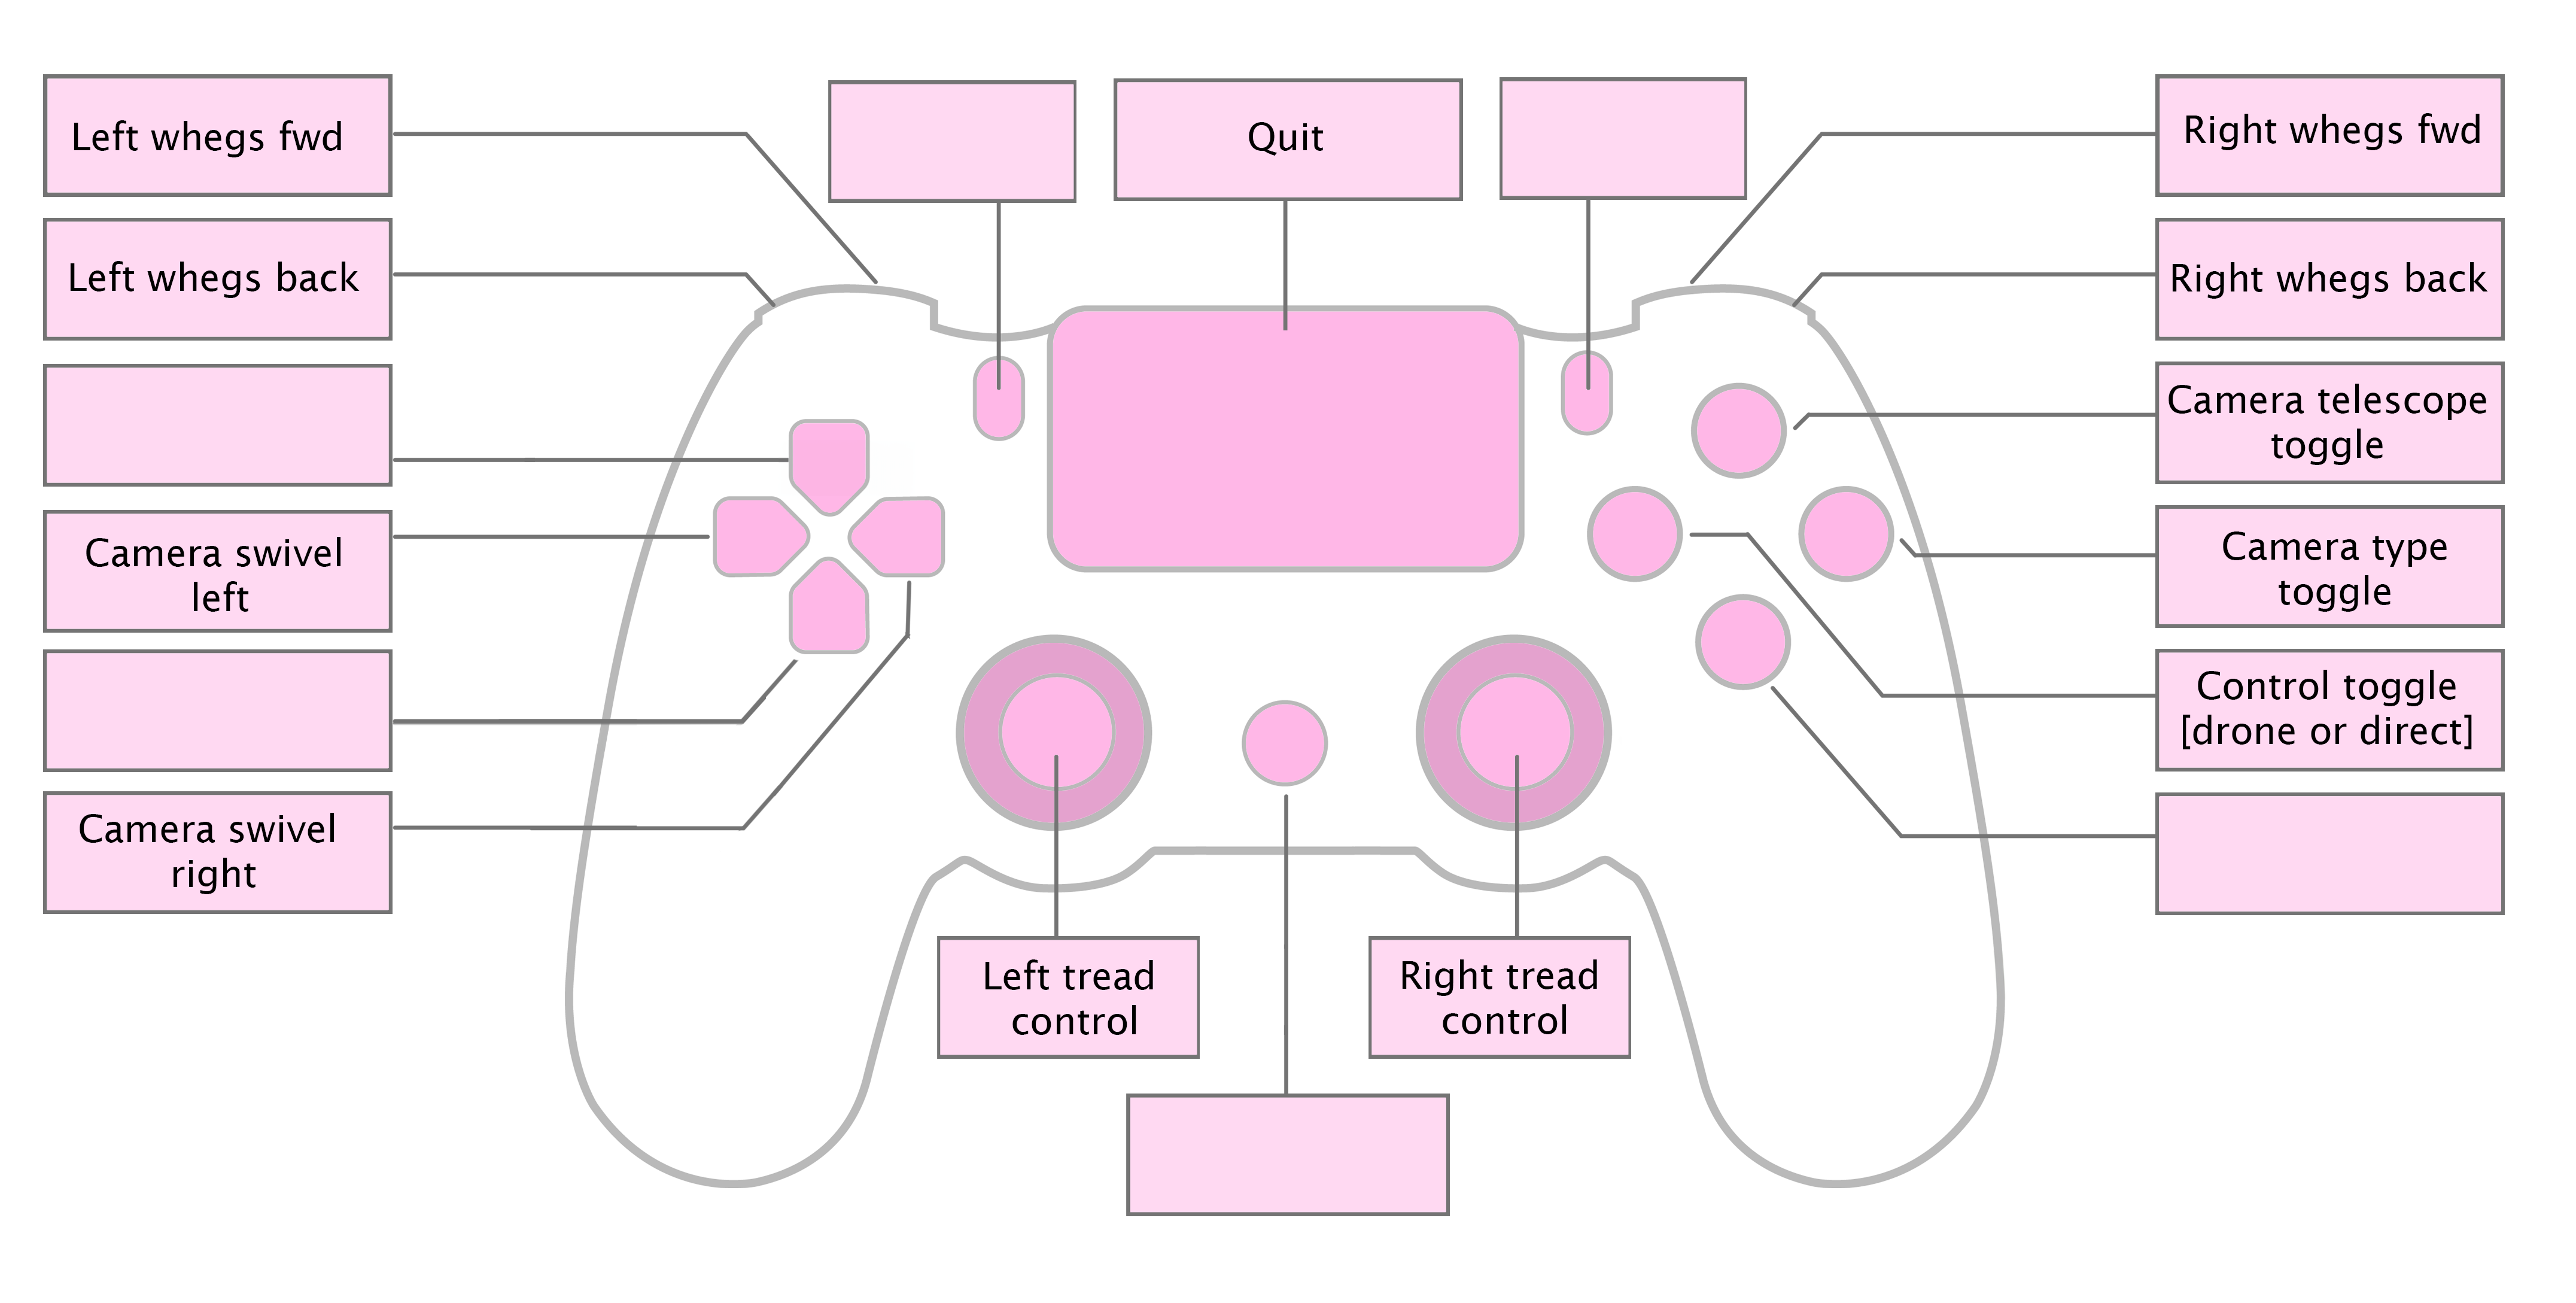 Left whegs fwd
Left whegs back
Camera swivel
left
Camera swivel
right
Quit
Right whegs fwd
Right whegs back
Camera telescope
toggle
Camera type
toggle
Control toggle
[drone or direct]
Left tread
control
Right tread
control